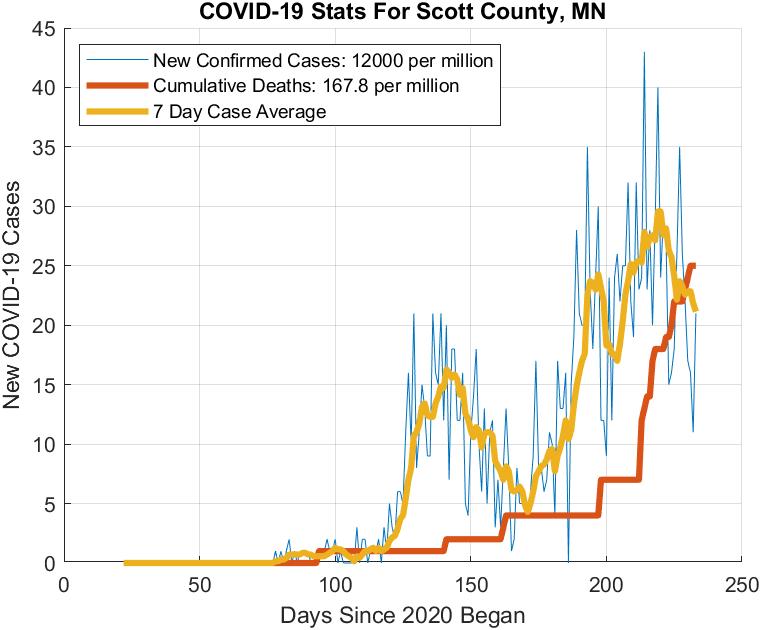 COVID-19 Stats For Scott County, MN
New Confirmed Cases: 12000 per million
Cumulative Deaths: 167.8 per million
7 Day Case Average
New COVID-19 Cases
45
40
35
30
25
20
15
10
5
0
0 50 100 150 200 250
Days Since 2020 Began